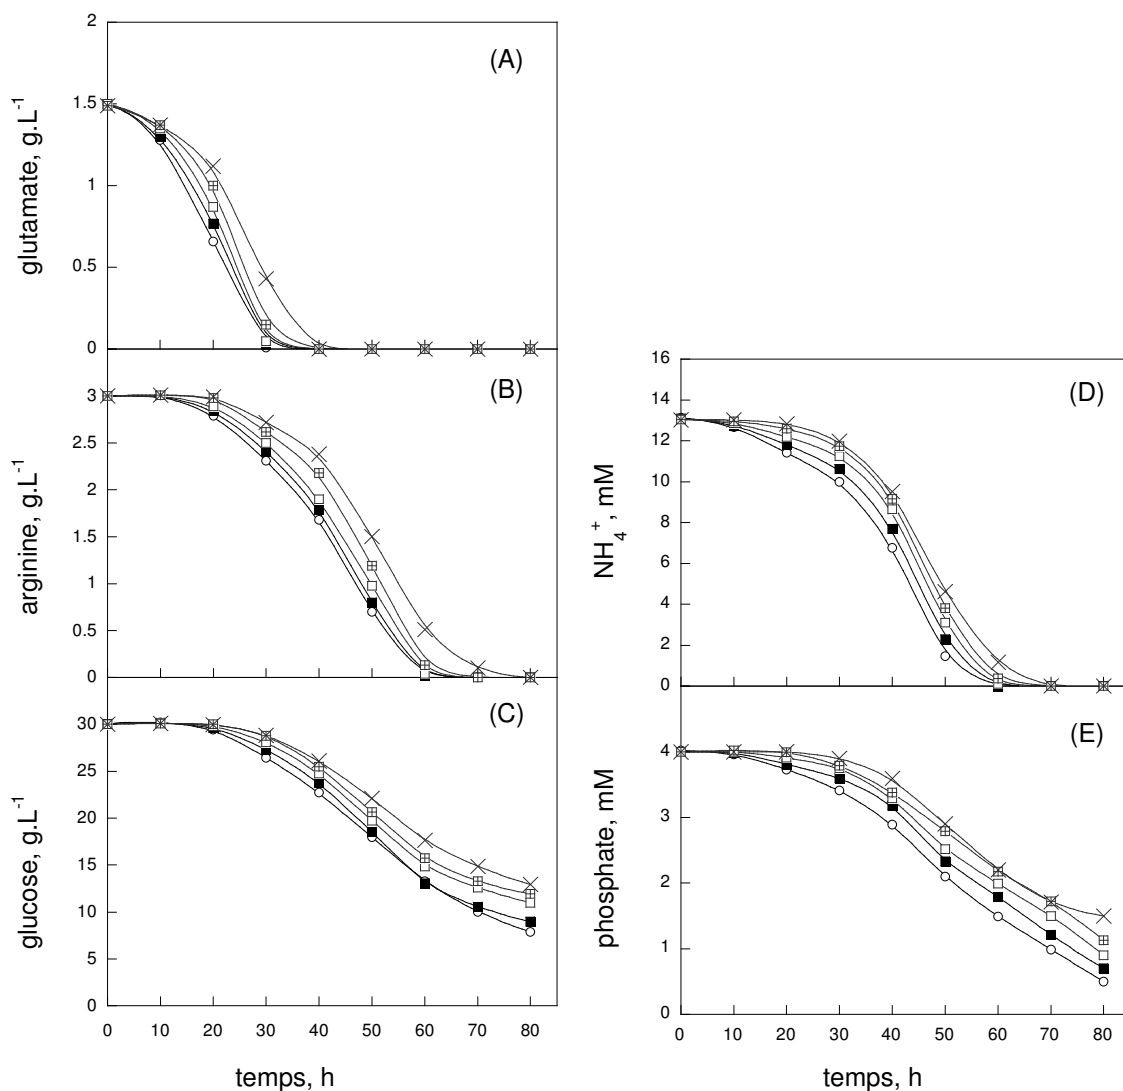 (A)
glutamate, g.L⁻¹
2
1.5
1
0.5
0
(B)
arginine, g.L⁻¹
3
2.5
2
1.5
1
0.5
0
(C)
glucose, g.L⁻¹
30
25
20
15
10
5
0
0 10 20 30 40 50 60 70 80
temps, h
(D)
NH₄⁺, mM
16
14
12
10
8
6
4
2
0
(E)
phosphate, mM
4
3
2
1
0
0 10 20 30 40 50 60 70 80
temps, h